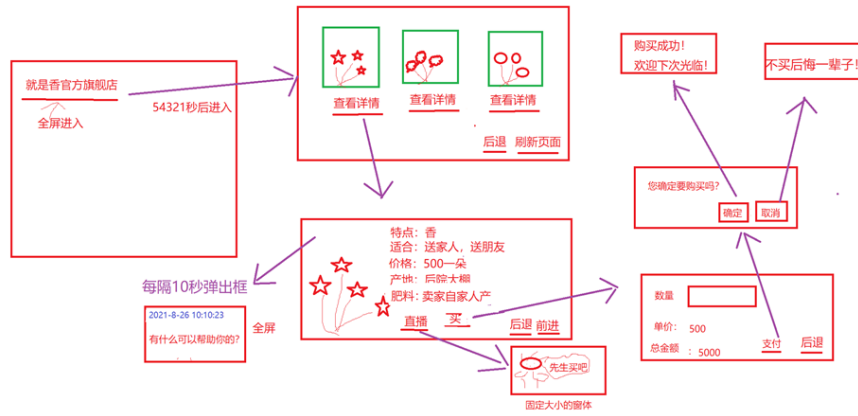 就是香官方旗舰店
全屏进入
54321秒后进入
查看详情
查看详情
查看详情
后退 刷新页面
购买成功！
欢迎下次光临！
不买后悔一辈子！
您确定要购买吗？
确定 取消
特点：香
适合：送家人，送朋友
价格：500一朵
产地：后院大棚
肥料：卖家自家人产
直播 买
后退 前进
每隔10秒弹出框
2021-8-26 10:10:23
有什么可以帮助你的？
全屏
先生买吧
固定大小的窗体
数量
单价： 500
总金额 ：5000
支付 后退